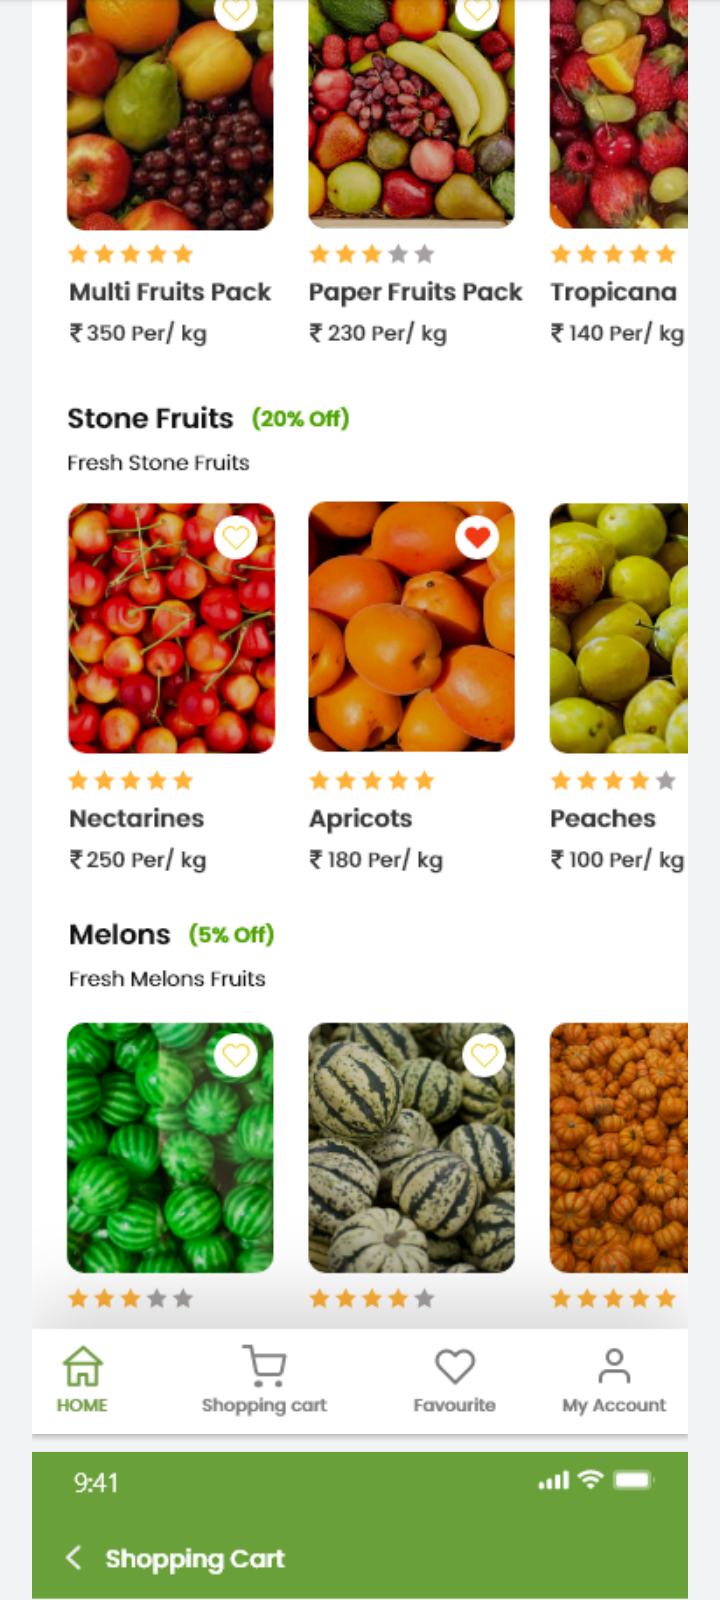 Multi Fruits Pack
Paper Fruits Pack
Tropicana
₹ 350 Per/ kg
₹ 230 Per/ kg
₹ 140 Per/ kg
Stone Fruits (20% Off)
Fresh Stone Fruits
Nectarines
Apricots
Peaches
₹ 250 Per/ kg
₹ 180 Per/ kg
₹ 100 Per/ kg
Melons (5% Off)
Fresh Melons Fruits
HOME
Shopping cart
Favourite
My Account
9:41
Shopping Cart